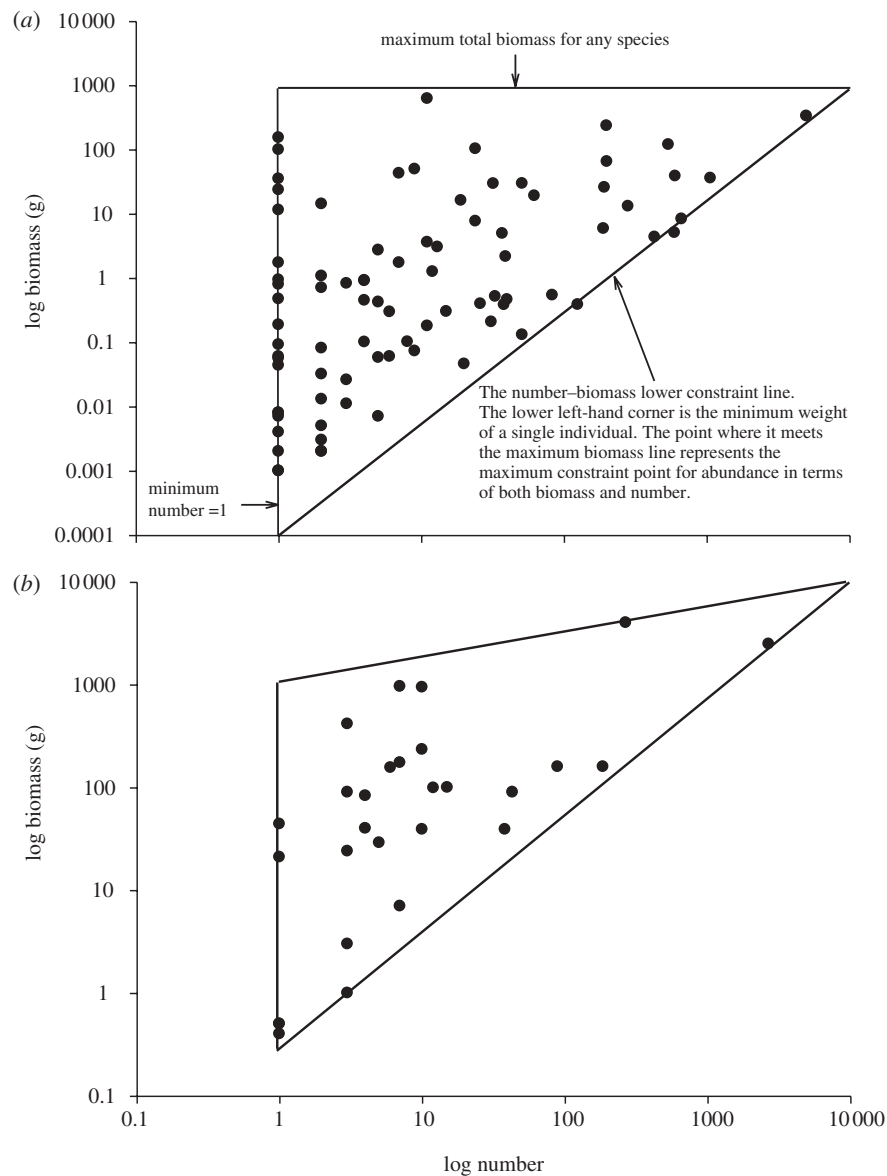 (a)
10 000
1000
100
10
1
0.1
0.01
0.001
0.0001
log biomass (g)
maximum total biomass for any species
The number–biomass lower constraint line.
The lower left-hand corner is the minimum weight
of a single individual. The point where it meets
the maximum biomass line represents the
maximum constraint point for abundance in terms
of both biomass and number.
minimum
number =1
(b)
10 000
1000
100
10
1
0.1
log biomass (g)
0.1 1 10 100 1000 10 000
log number